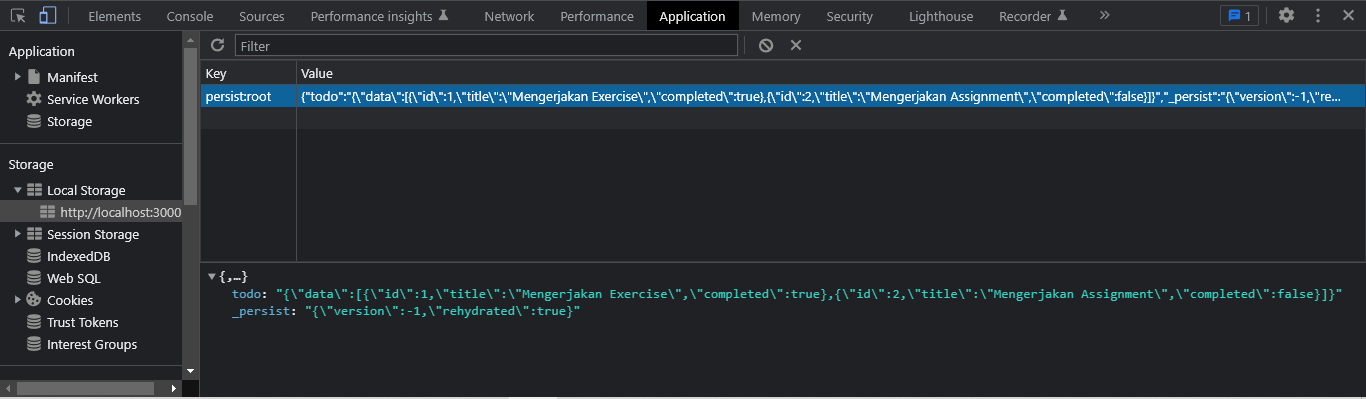 Elements Console Sources Performance insights Network Performance Application Memory Security Lighthouse Recorder » 1
Application
Manifest
Service Workers
Storage
Storage
Local Storage
http://localhost:3000
Session Storage
IndexedDB
Web SQL
Cookies
Trust Tokens
Interest Groups
Filter
Key Value
persist:root {"todo":"{\"data\":[{\"id\":1,\"title\":\"Mengerjakan Exercise\",\"completed\":true},{\"id\":2,\"title\":\"Mengerjakan Assignment\",\"completed\":false}]}","_persist":"{\"version\":-1,\"re...
{,…}
todo: "{\"data\":[{\"id\":1,\"title\":\"Mengerjakan Exercise\",\"completed\":true},{\"id\":2,\"title\":\"Mengerjakan Assignment\",\"completed\":false}]}"
_persist: "{\"version\":-1,\"rehydrated\":true}"